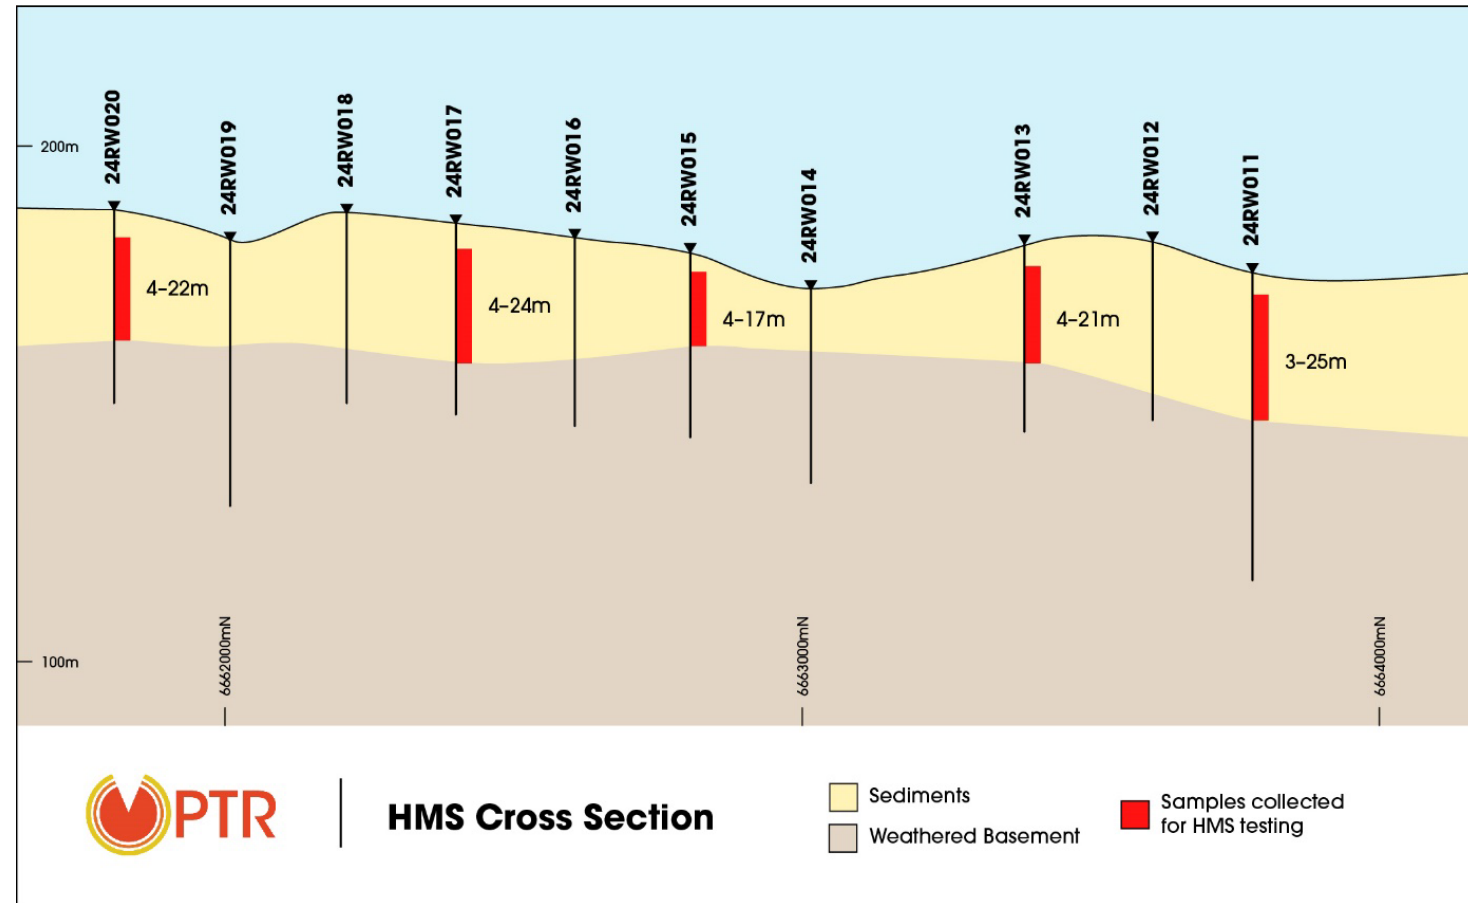 24RW020
24RW019
24RW018
24RW017
24RW016
24RW015
24RW014
24RW013
24RW012
24RW011
200m
4–22m
4–24m
4–17m
4–21m
3–25m
100m
6662000mN
6663000mN
6664000mN
PTR
HMS Cross Section
Sediments
Weathered Basement
Samples collected
for HMS testing